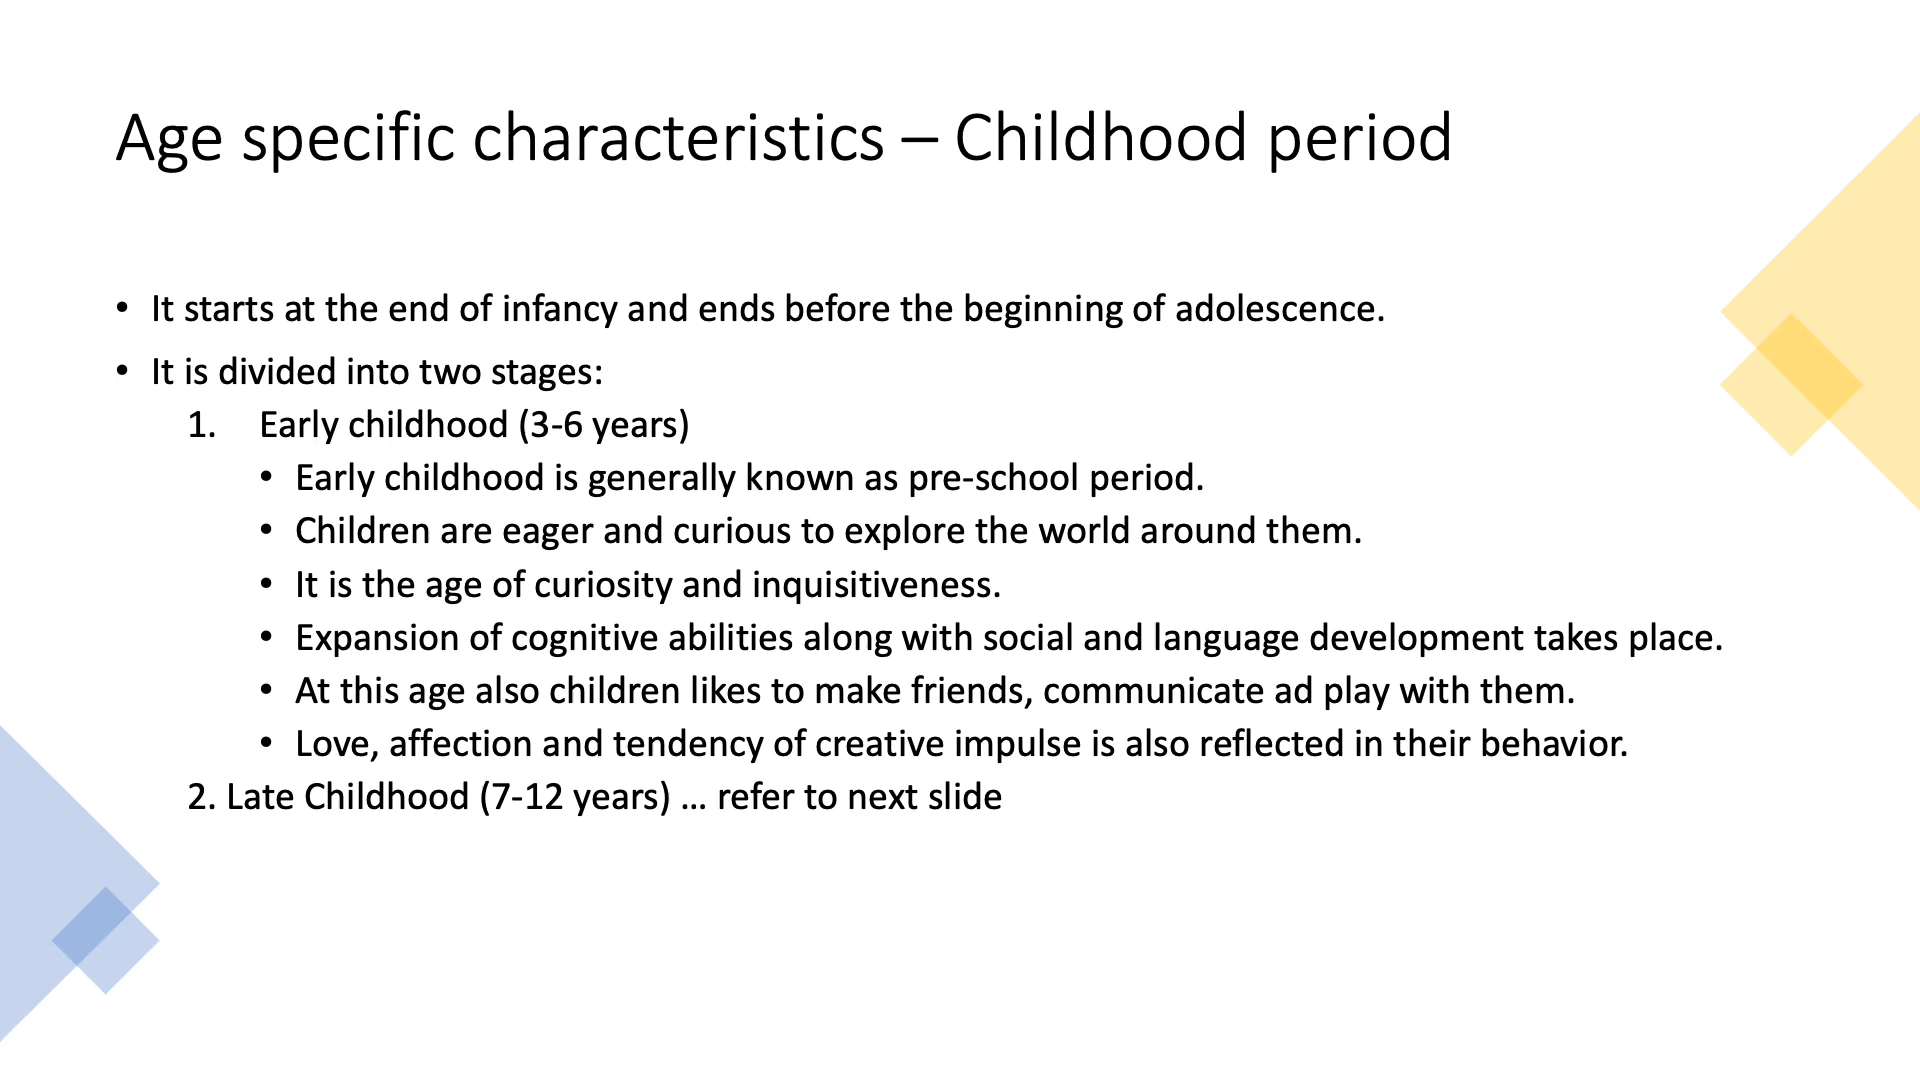 Age specific characteristics – Childhood period
• It starts at the end of infancy and ends before the beginning of adolescence.
• It is divided into two stages:
1. Early childhood (3-6 years)
• Early childhood is generally known as pre-school period.
• Children are eager and curious to explore the world around them.
• It is the age of curiosity and inquisitiveness.
• Expansion of cognitive abilities along with social and language development takes place.
• At this age also children likes to make friends, communicate ad play with them.
• Love, affection and tendency of creative impulse is also reflected in their behavior.
2. Late Childhood (7-12 years) ... refer to next slide